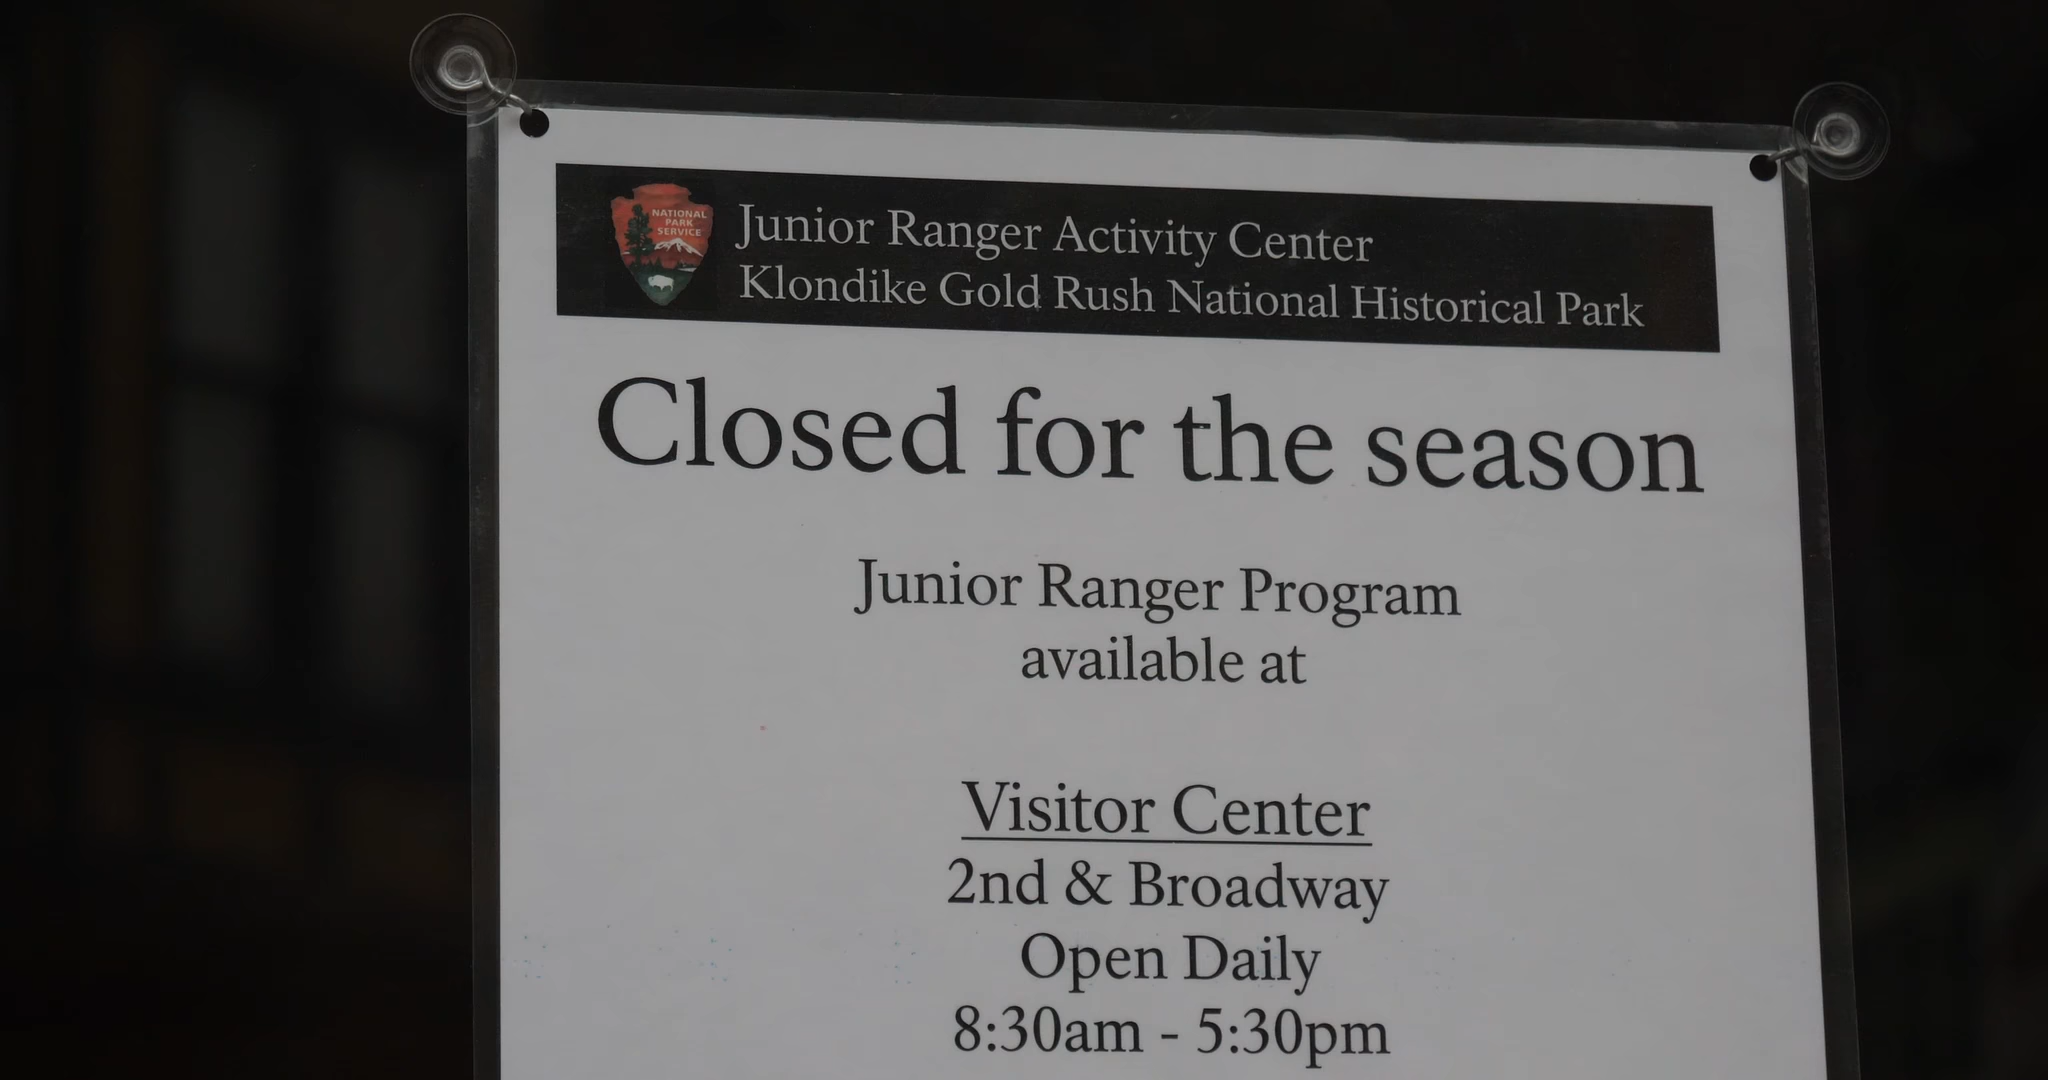 NATIONAL
PARK
SERVICE
Junior Ranger Activity Center
Klondike Gold Rush National Historical Park
Closed for the season
Junior Ranger Program
available at
Visitor Center
2nd & Broadway
Open Daily
8:30am - 5:30pm